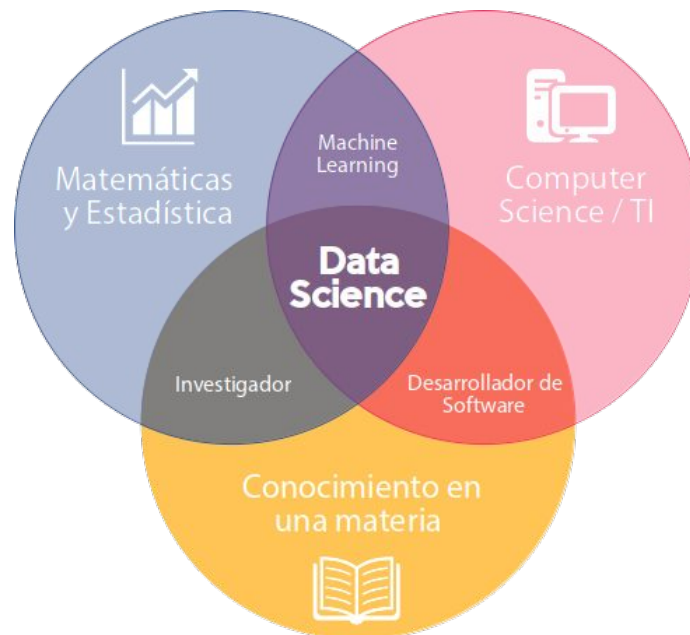 Machine
Learning
Matemáticas
y Estadística
Computer
Science / TI
Data
Science
Investigador
Desarrollador de
Software
Conocimiento en
una materia